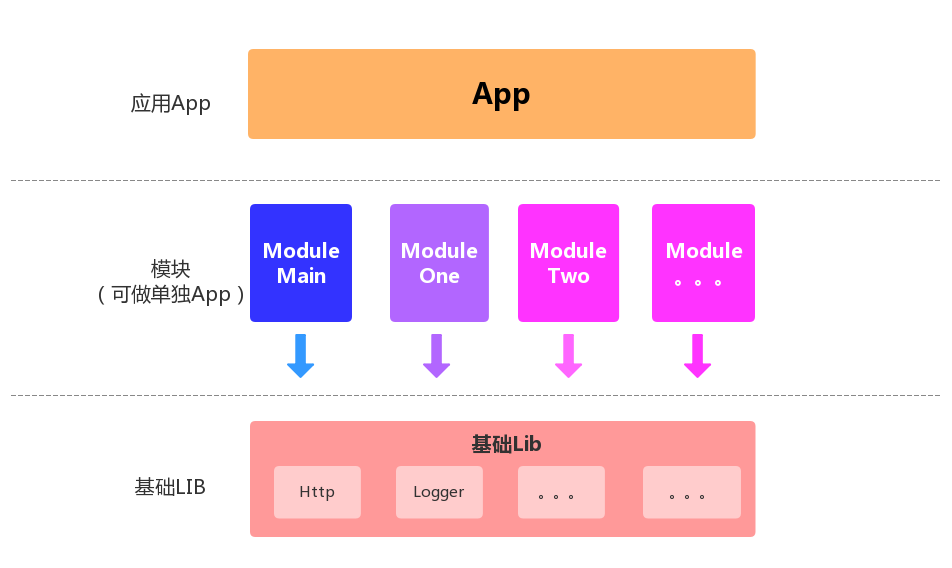 应用App
App
模块
（可做单独App）
Module
Main
Module
One
Module
Two
Module
。。。
基础LIB
基础Lib
Http
Logger
。。。
。。。